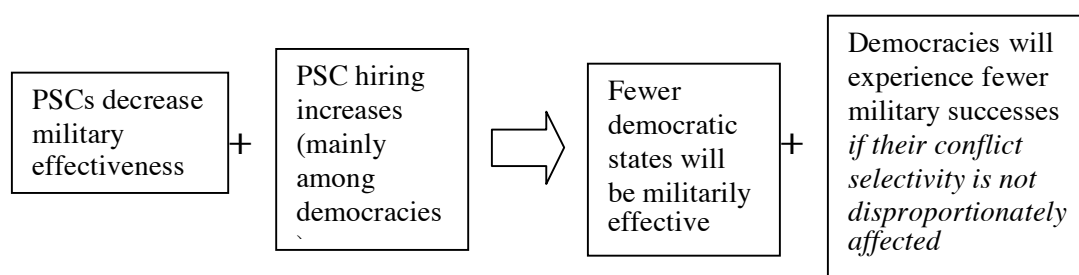 PSCs decrease
military
effectiveness
+
PSC hiring
increases
(mainly
among
democracies
Fewer
democratic
states will
be militarily
effective
+
Democracies will
experience fewer
military successes
if their conflict
selectivity is not
disproportionately
affected